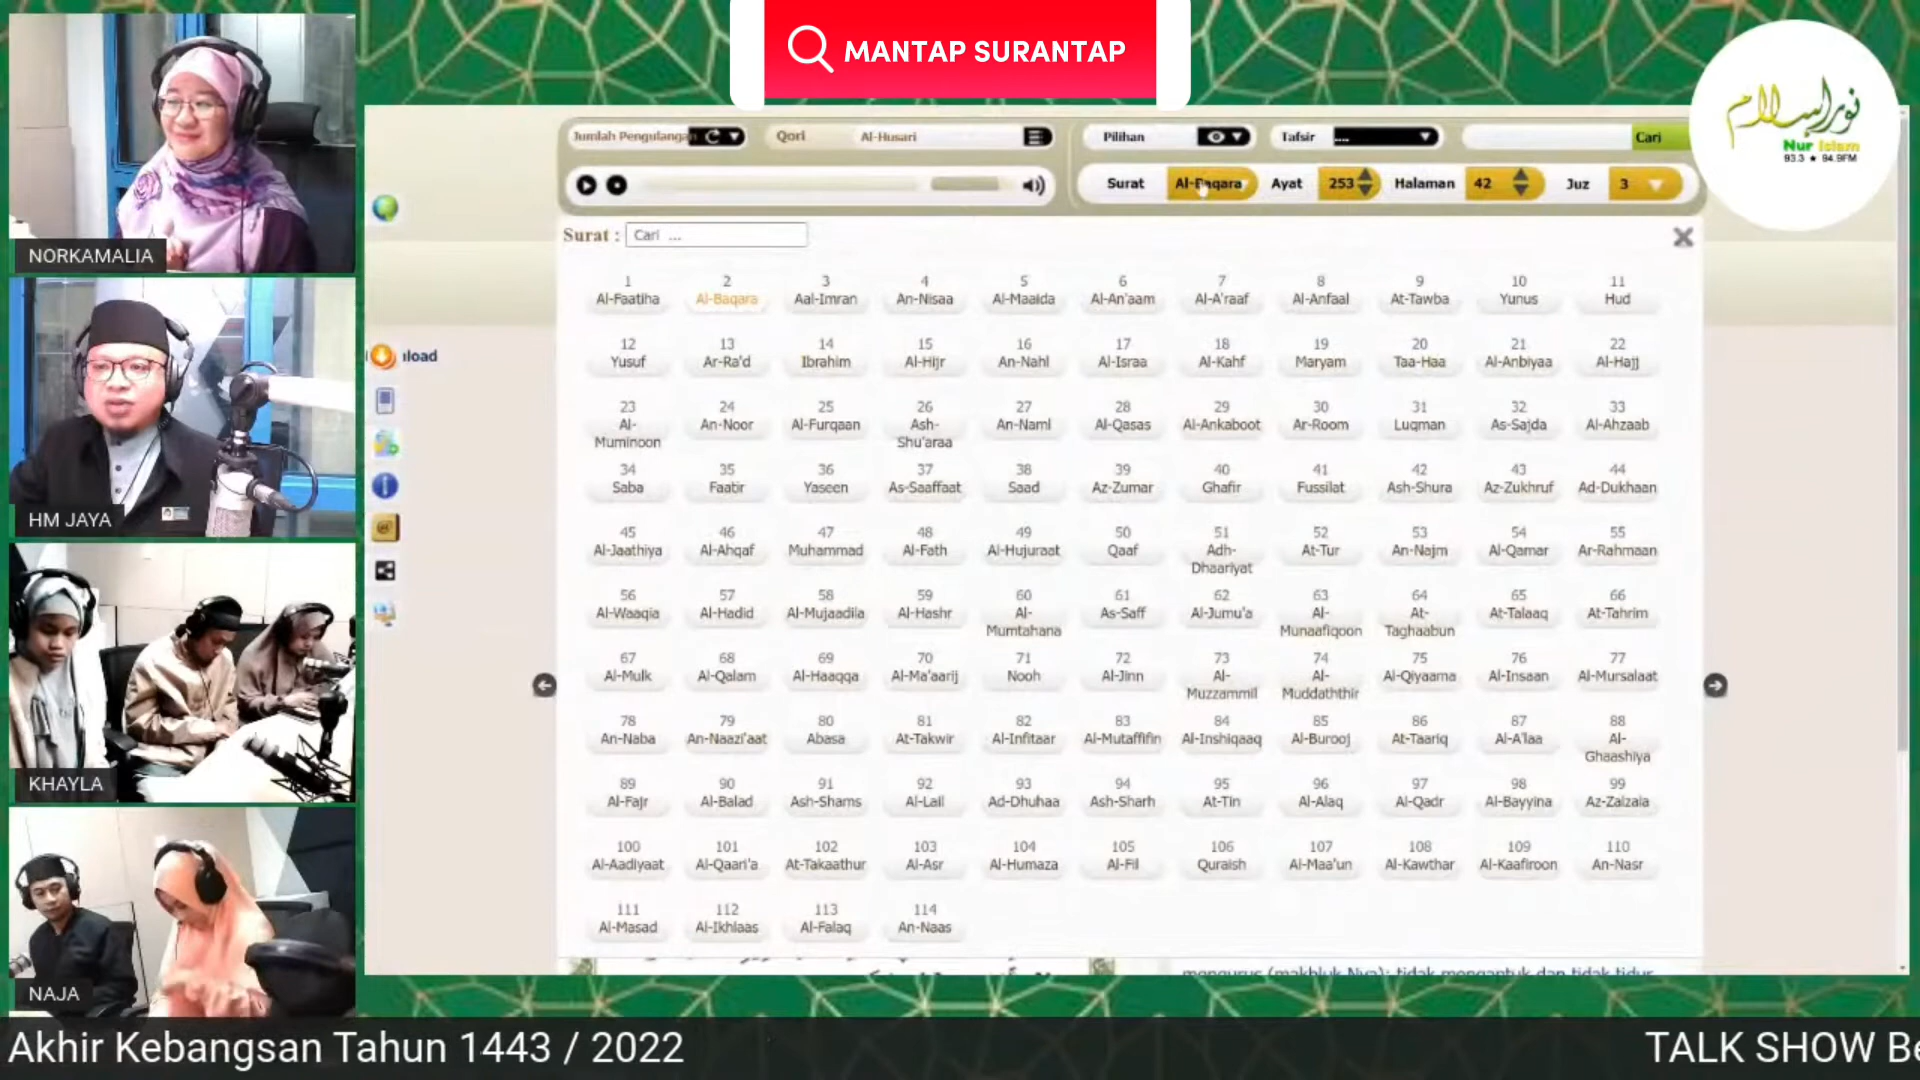 MANTAP SURANTAP
نور إسلام
Nur Islam
93.3 ★ 94.9FM
NORKAMALIA
HM JAYA
KHAYLA
NAJA
Jumlah Pengulangan
Qori
Al-Husari
Pilihan
Tafsir
....
Cari
Surat
Al-Baqara
Ayat
253
Halaman
42
Juz
3
load
Surat :
Cari ...
1 2 3 4 5 6 7 8 9 10 11
Al-Faatiha Al-Baqara Aal-Imran An-Nisaa Al-Maaida Al-An'aam Al-A'raaf Al-Anfaal At-Tawba Yunus Hud
12 13 14 15 16 17 18 19 20 21 22
Yusuf Ar-Ra'd Ibrahim Al-Hijr An-Nahl Al-Israa Al-Kahf Maryam Taa-Haa Al-Anbiyaa Al-Hajj
23 24 25 26 27 28 29 30 31 32 33
Al-Muminoon An-Noor Al-Furqaan Ash-Shu'araa An-Naml Al-Qasas Al-Ankaboot Ar-Room Luqman As-Sajda Al-Ahzaab
34 35 36 37 38 39 40 41 42 43 44
Saba Faatir Yaseen As-Saaffaat Saad Az-Zumar Ghafir Fussilat Ash-Shura Az-Zukhruf Ad-Dukhaan
45 46 47 48 49 50 51 52 53 54 55
Al-Jaathiya Al-Ahqaf Muhammad Al-Fath Al-Hujuraat Qaaf Adh-Dhaariyat At-Tur An-Najm Al-Qamar Ar-Rahmaan
56 57 58 59 60 61 62 63 64 65 66
Al-Waaqia Al-Hadid Al-Mujaadila Al-Hashr Al-Mumtahana As-Saff Al-Jumu'a Al-Munaafiqoon At-Taghaabun At-Talaaq At-Tahrim
67 68 69 70 71 72 73 74 75 76 77
Al-Mulk Al-Qalam Al-Haaqqa Al-Ma'aarij Nooh Al-Jinn Al-Muzzammil Al-Muddaththir Al-Qiyaama Al-Insaan Al-Mursalaat
78 79 80 81 82 83 84 85 86 87 88
An-Naba An-Naazi'aat Abasa At-Takwir Al-Infitaar Al-Mutaffifin Al-Inshiqaaq Al-Burooj At-Taariq Al-A'laa Al-Ghaashiya
89 90 91 92 93 94 95 96 97 98 99
Al-Fajr Al-Balad Ash-Shams Al-Lail Ad-Dhuhaa Ash-Sharh At-Tin Al-Alaq Al-Qadr Al-Bayyina Az-Zalzala
100 101 102 103 104 105 106 107 108 109 110
Al-Aadiyaat Al-Qaari'a At-Takaathur Al-Asr Al-Humaza Al-Fil Quraish Al-Maa'un Al-Kawthar Al-Kaafiroon An-Nasr
111 112 113 114
Al-Masad Al-Ikhlaas Al-Falaq An-Naas
mengurus (makhluk Nya); tidak mengantuk dan tidak tidur
Akhir Kebangsan Tahun 1443 / 2022
TALK SHOW Be